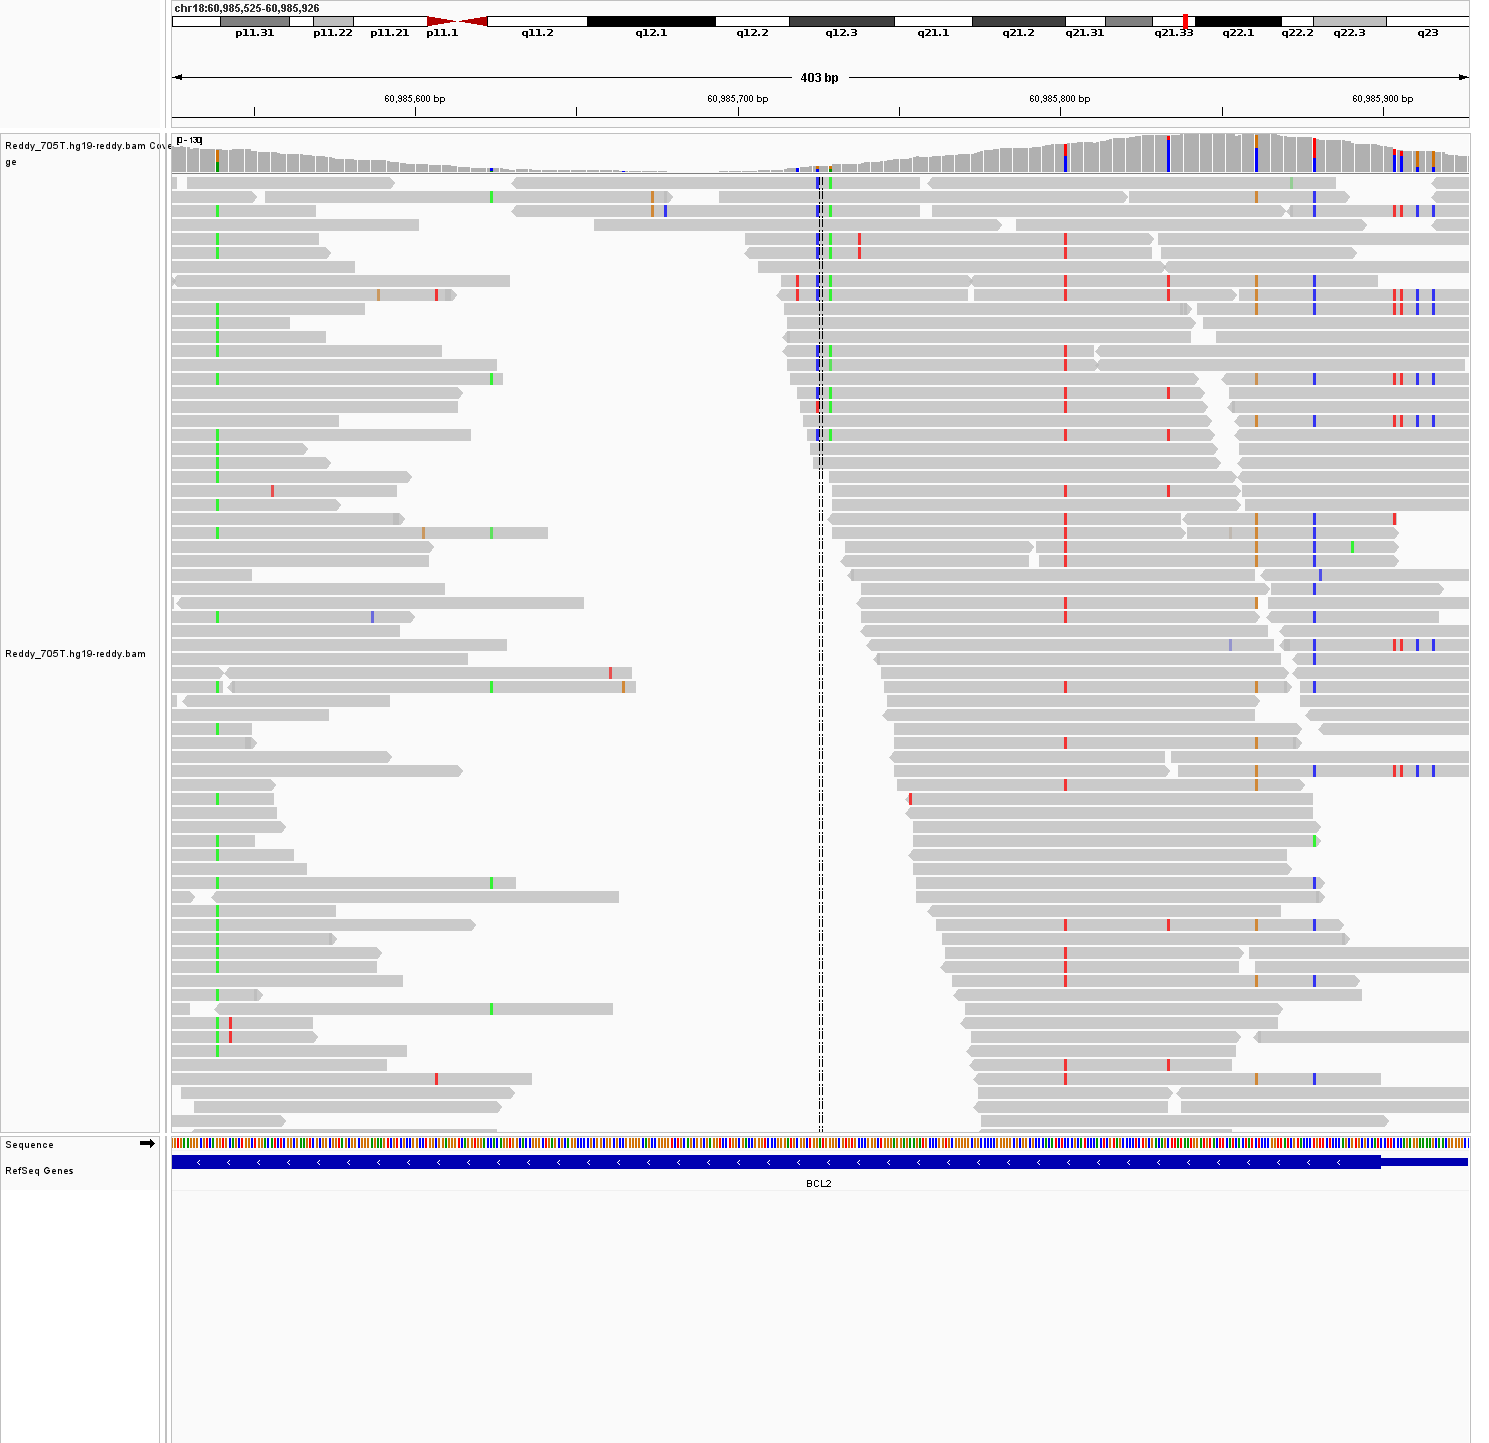 chr18:60,985,525-60,985,926
p11.31 p11.22 p11.21 p11.1 q11.2 q12.1 q12.2 q12.3 q21.1 q21.2 q21.31 q21.33 q22.1 q22.2 q22.3 q23
403 bp
60,985,600 bp 60,985,700 bp 60,985,800 bp 60,985,900 bp
Reddy_705T.hg19-reddy.bam Cove
ge
[0 - 130]
Reddy_705T.hg19-reddy.bam
Sequence
RefSeq Genes
BCL2